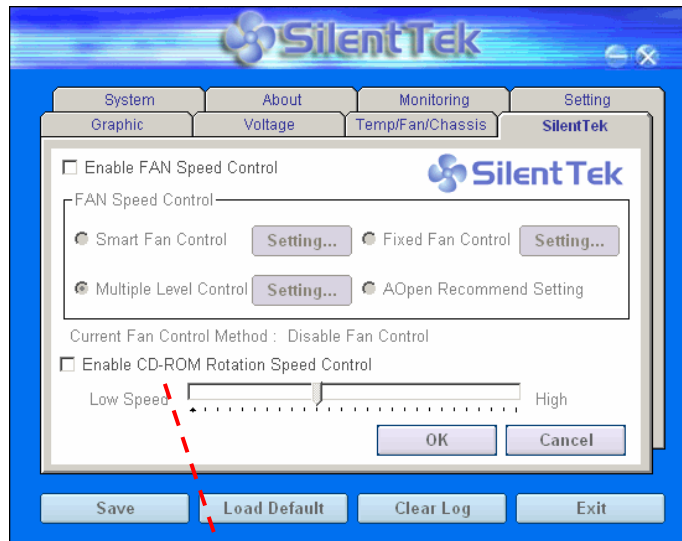 SilentTek
System About Monitoring Setting
Graphic Voltage Temp/Fan/Chassis SilentTek
Enable FAN Speed Control
SilentTek
FAN Speed Control
Smart Fan Control Setting... Fixed Fan Control Setting...
Multiple Level Control Setting... AOpen Recommend Setting
Current Fan Control Method : Disable Fan Control
Enable CD-ROM Rotation Speed Control
Low Speed High
OK Cancel
Save Load Default Clear Log Exit